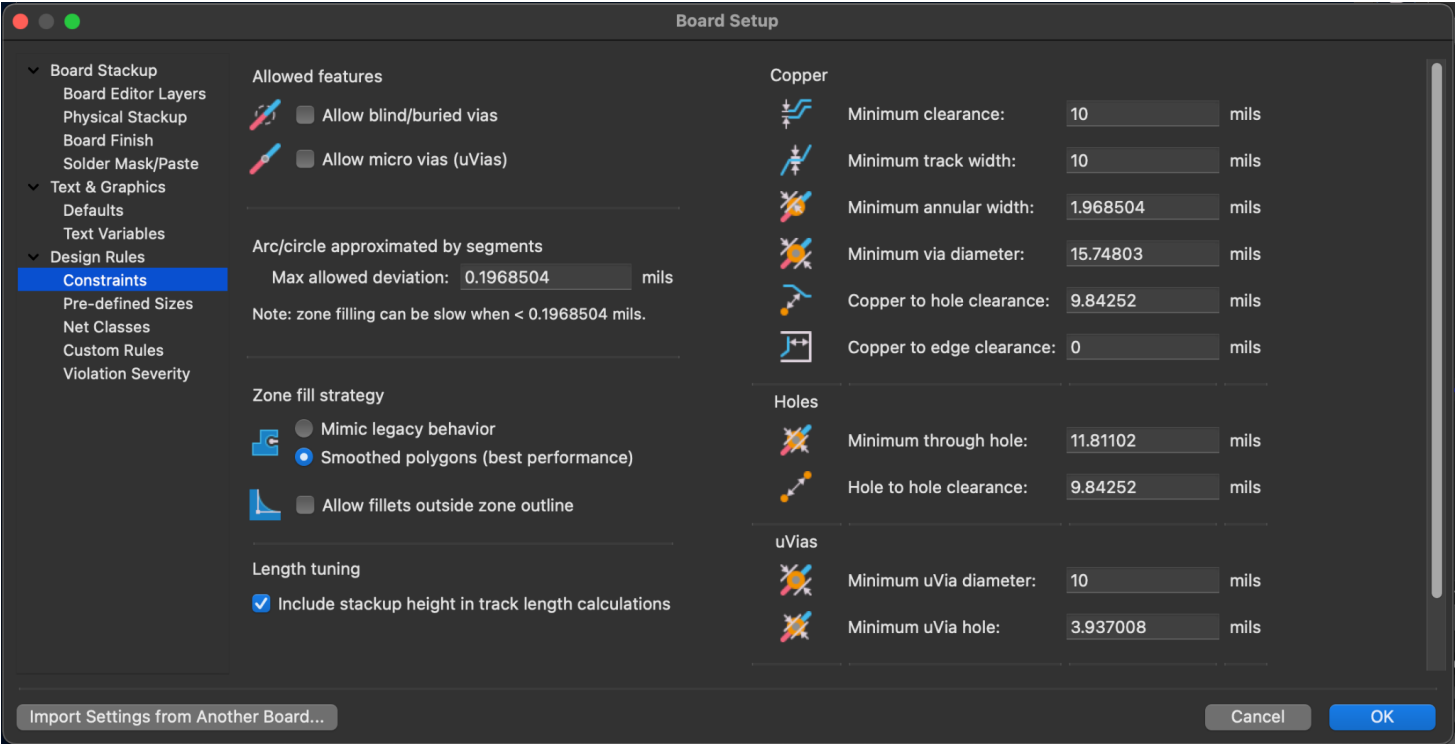 Board Setup
Board Stackup
Board Editor Layers
Physical Stackup
Board Finish
Solder Mask/Paste
Text & Graphics
Defaults
Text Variables
Design Rules
Constraints
Pre-defined Sizes
Net Classes
Custom Rules
Violation Severity
Allowed features
Allow blind/buried vias
Allow micro vias (uVias)
Arc/circle approximated by segments
Max allowed deviation: 0.1968504 mils
Note: zone filling can be slow when < 0.1968504 mils.
Zone fill strategy
Mimic legacy behavior
Smoothed polygons (best performance)
Allow fillets outside zone outline
Length tuning
Include stackup height in track length calculations
Copper
Minimum clearance: 10 mils
Minimum track width: 10 mils
Minimum annular width: 1.968504 mils
Minimum via diameter: 15.74803 mils
Copper to hole clearance: 9.84252 mils
Copper to edge clearance: 0 mils
Holes
Minimum through hole: 11.81102 mils
Hole to hole clearance: 9.84252 mils
uVias
Minimum uVia diameter: 10 mils
Minimum uVia hole: 3.937008 mils
Import Settings from Another Board...
Cancel
OK